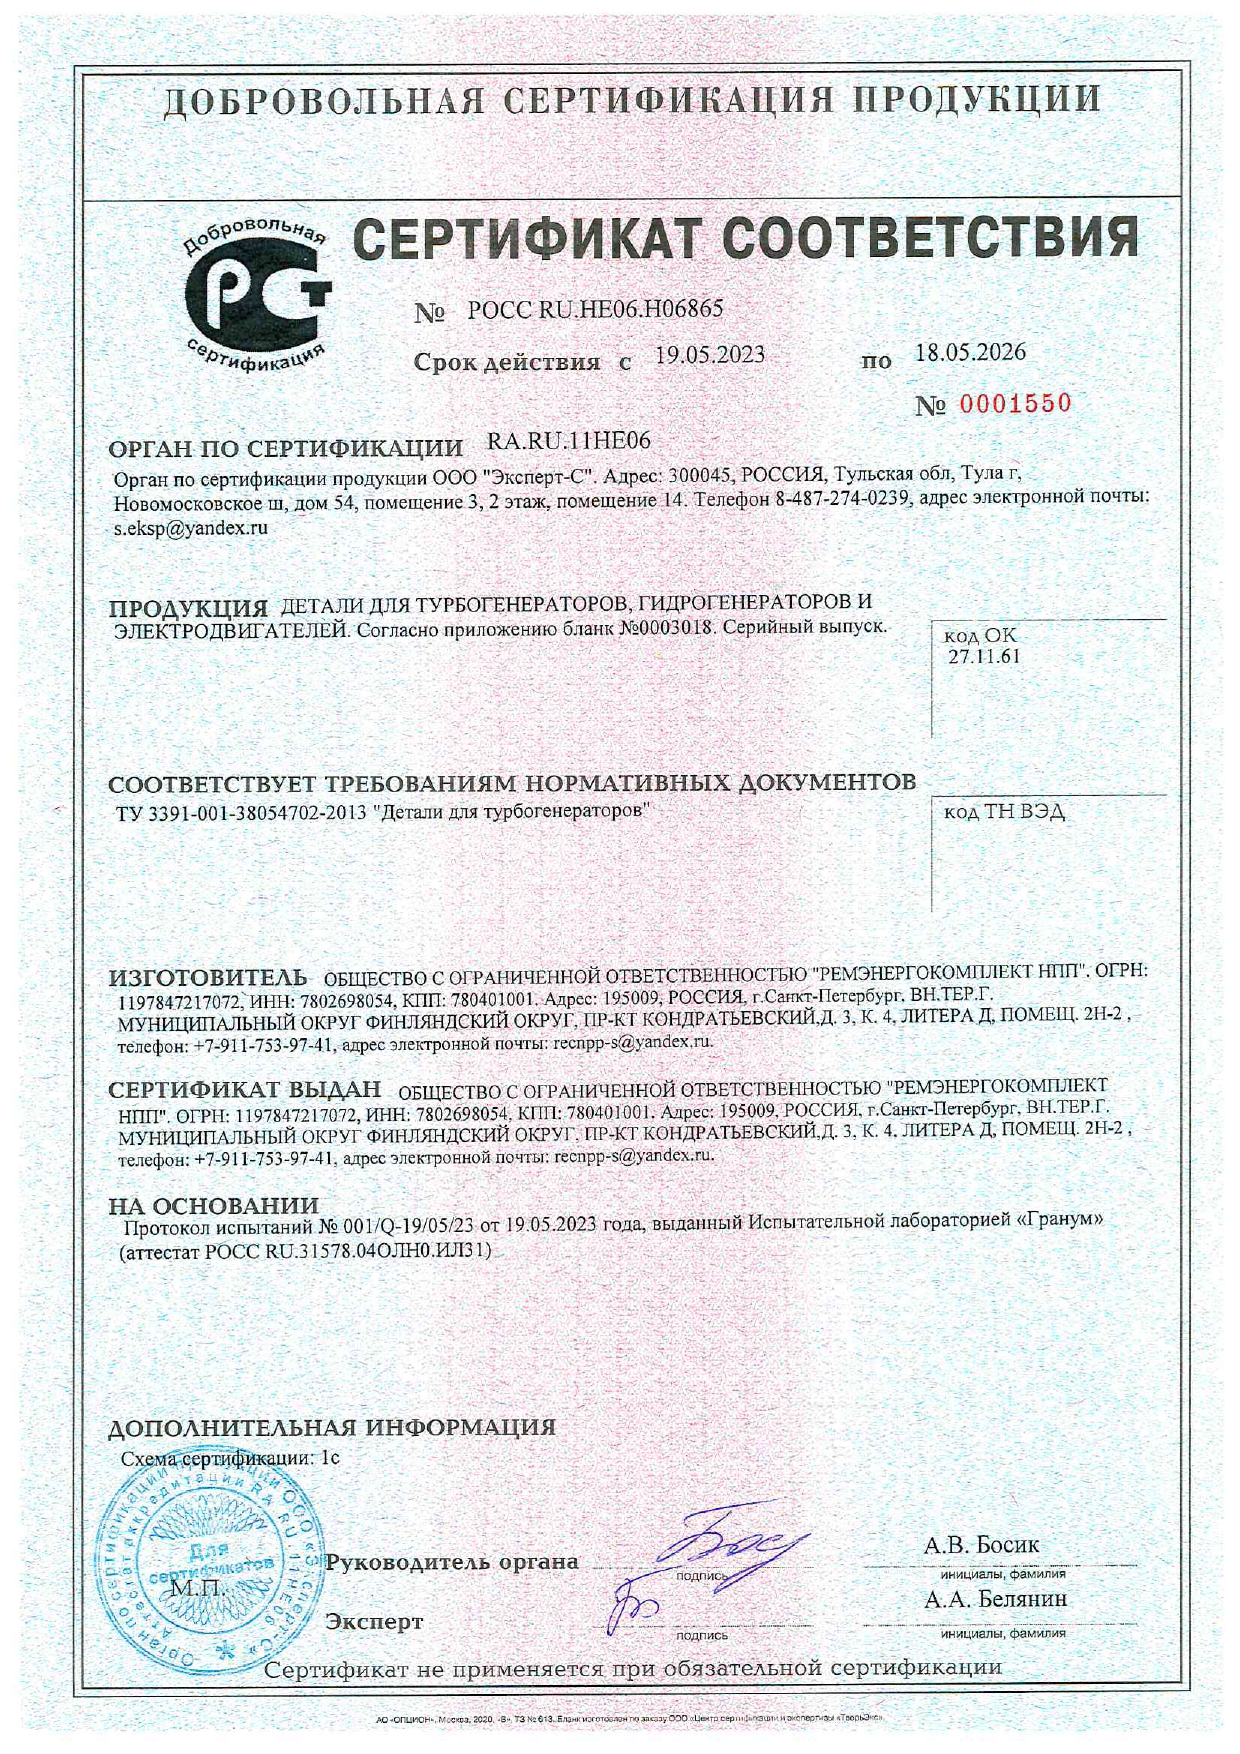 ДОБРОВОЛЬНАЯ СЕРТИФИКАЦИЯ ПРОДУКЦИИ
Добровольная
РСТ
сертификация
СЕРТИФИКАТ СООТВЕТСТВИЯ
№ РОСС RU.НЕ06.Н06865
Срок действия с 19.05.2023 по 18.05.2026
№ 0001550
ОРГАН ПО СЕРТИФИКАЦИИ RA.RU.11НЕ06
Орган по сертификации продукции ООО "Эксперт-С". Адрес: 300045, РОССИЯ, Тульская обл, Тула г,
Новомосковское ш, дом 54, помещение 3, 2 этаж, помещение 14. Телефон 8-487-274-0239, адрес электронной почты:
s.eksp@yandex.ru
ПРОДУКЦИЯ ДЕТАЛИ ДЛЯ ТУРБОГЕНЕРАТОРОВ, ГИДРОГЕНЕРАТОРОВ И
ЭЛЕКТРОДВИГАТЕЛЕЙ. Согласно приложению бланк №0003018. Серийный выпуск.
код ОК
27.11.61
СООТВЕТСТВУЕТ ТРЕБОВАНИЯМ НОРМАТИВНЫХ ДОКУМЕНТОВ
ТУ 3391-001-38054702-2013 "Детали для турбогенераторов"
код ТН ВЭД
ИЗГОТОВИТЕЛЬ ОБЩЕСТВО С ОГРАНИЧЕННОЙ ОТВЕТСТВЕННОСТЬЮ "РЕМЭНЕРГОКОМПЛЕКТ НПП". ОГРН:
1197847217072, ИНН: 7802698054, КПП: 780401001. Адрес: 195009, РОССИЯ, г.Санкт-Петербург, ВН.ТЕР.Г.
МУНИЦИПАЛЬНЫЙ ОКРУГ ФИНЛЯНДСКИЙ ОКРУГ, ПР-КТ КОНДРАТЬЕВСКИЙ,Д. 3, К. 4, ЛИТЕРА Д, ПОМЕЩ. 2Н-2 ,
телефон: +7-911-753-97-41, адрес электронной почты: recnpp-s@yandex.ru.
СЕРТИФИКАТ ВЫДАН ОБЩЕСТВО С ОГРАНИЧЕННОЙ ОТВЕТСТВЕННОСТЬЮ "РЕМЭНЕРГОКОМПЛЕКТ
НПП". ОГРН: 1197847217072, ИНН: 7802698054, КПП: 780401001. Адрес: 195009, РОССИЯ, г.Санкт-Петербург, ВН.ТЕР.Г.
МУНИЦИПАЛЬНЫЙ ОКРУГ ФИНЛЯНДСКИЙ ОКРУГ, ПР-КТ КОНДРАТЬЕВСКИЙ,Д. 3, К. 4, ЛИТЕРА Д, ПОМЕЩ. 2Н-2 ,
телефон: +7-911-753-97-41, адрес электронной почты: recnpp-s@yandex.ru.
НА ОСНОВАНИИ
Протокол испытаний № 001/Q-19/05/23 от 19.05.2023 года, выданный Испытательной лабораторией «Гранум»
(аттестат РОСС RU.31578.04ОЛН0.ИЛ31)
ДОПОЛНИТЕЛЬНАЯ ИНФОРМАЦИЯ
Схема сертификации: 1с
Орган по сертификации продукции ООО «Эксперт-С»
Аттестат аккредитации RA RU 11НЕ06
Для
сертификатов
М.П.
Руководитель органа
подпись
А.В. Босик
инициалы, фамилия
Эксперт
подпись
А.А. Белянин
инициалы, фамилия
Сертификат не применяется при обязательной сертификации
АО «ОПЦИОН», Москва, 2020, «В», ТЗ № 613. Бланк изготовлен по заказу ООО «Центр сертификации и экспертизы «ТверьЭкс»